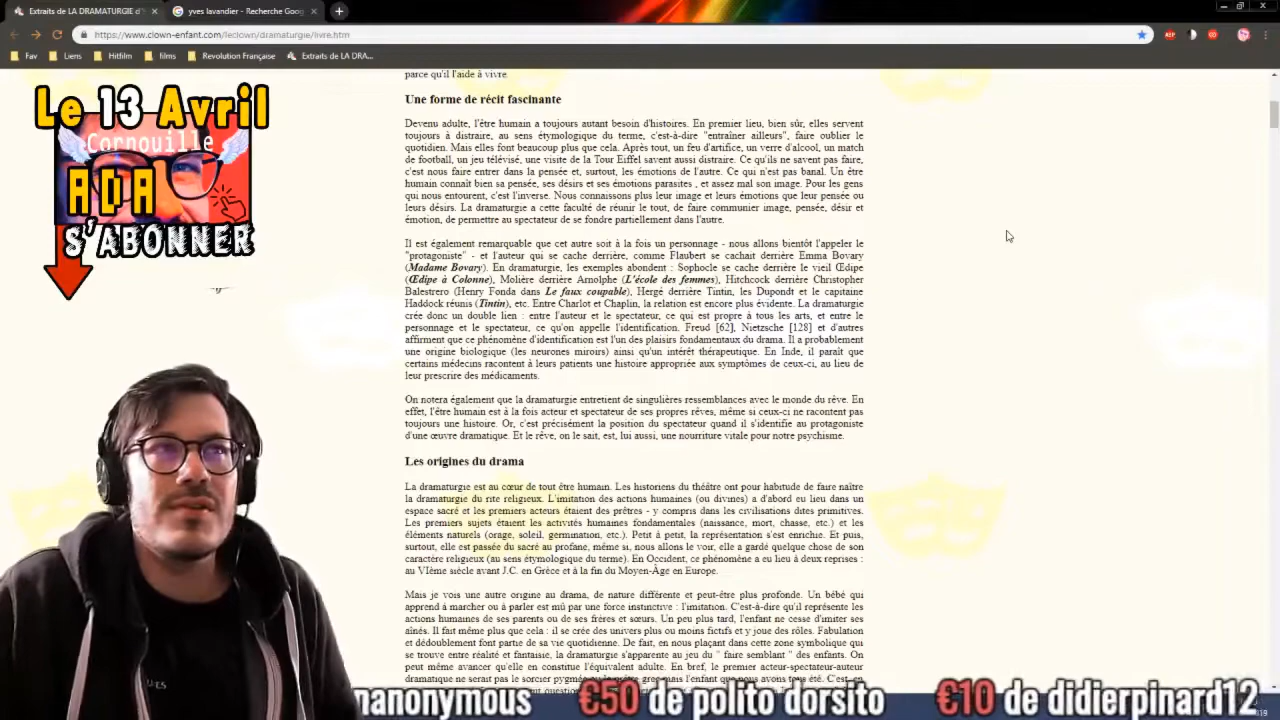 Extraits de LA DRAMATURGIE d'Y
yves lavandier - Recherche Goog
https://www.clown-enfant.com/leclown/dramaturgie/livre.htm
Fav
Liens
Hitfilm
films
Revolution Française
Extraits de LA DRA...
Le 13 Avril
Cornouille
ADA
S'ABONNER
parce qu'il l'aide à vivre.
Une forme de récit fascinante
Devenu adulte, l'être humain a toujours autant besoin d'histoires. En premier lieu, bien sûr, elles servent
toujours à distraire, au sens étymologique du terme, c'est-à-dire "entraîner ailleurs", faire oublier le
quotidien. Mais elles font beaucoup plus que cela. Après tout, un feu d'artifice, un verre d'alcool, un match
de football, un jeu télévisé, une visite de la Tour Eiffel savent aussi distraire. Ce qu'ils ne savent pas faire,
c'est nous faire entrer dans la pensée et, surtout, les émotions de l'autre. Ce qui n'est pas banal. Un être
humain connaît bien sa pensée, ses désirs et ses émotions parasites , et assez mal son image. Pour les gens
qui nous entourent, c'est l'inverse. Nous connaissons plus leur image et leurs émotions que leur pensée ou
leurs désirs. La dramaturgie a cette faculté de réunir le tout, de faire communier image, pensée, désir et
émotion, de permettre au spectateur de se fondre partiellement dans l'autre.
Il est également remarquable que cet autre soit à la fois un personnage - nous allons bientôt l'appeler le
"protagoniste" - et l'auteur qui se cache derrière, comme Flaubert se cachait derrière Emma Bovary
(Madame Bovary). En dramaturgie, les exemples abondent : Sophocle se cache derrière le vieil Œdipe
(Œdipe à Colonne), Molière derrière Arnolphe (L'école des femmes), Hitchcock derrière Christopher
Balestrero (Henry Fonda dans Le faux coupable), Hergé derrière Tintin, les Dupondt et le capitaine
Haddock réunis (Tintin), etc. Entre Charlot et Chaplin, la relation est encore plus évidente. La dramaturgie
crée donc un double lien : entre l'auteur et le spectateur, ce qui est propre à tous les arts, et entre le
personnage et le spectateur, ce qu'on appelle l'identification. Freud [62], Nietzsche [128] et d'autres
affirment que ce phénomène d'identification est l'un des plaisirs fondamentaux du drama. Il a probablement
une origine biologique (les neurones miroirs) ainsi qu'un intérêt thérapeutique. En Inde, il paraît que
certains médecins racontent à leurs patients une histoire appropriée aux symptômes de ceux-ci, au lieu de
leur prescrire des médicaments.
On notera également que la dramaturgie entretient de singulières ressemblances avec le monde du rêve. En
effet, l'être humain est à la fois acteur et spectateur de ses propres rêves, même si ceux-ci ne racontent pas
toujours une histoire. Or, c'est précisément la position du spectateur quand il s'identifie au protagoniste
d'une œuvre dramatique. Et le rêve, on le sait, est, lui aussi, une nourriture vitale pour notre psychisme.
Les origines du drama
La dramaturgie est au cœur de tout être humain. Les historiens du théâtre ont pour habitude de faire naître
la dramaturgie du rite religieux. L'imitation des actions humaines (ou divines) a d'abord eu lieu dans un
espace sacré et les premiers acteurs étaient des prêtres - y compris dans les civilisations dites primitives.
Les premiers sujets étaient les activités humaines fondamentales (naissance, mort, chasse, etc.) et les
éléments naturels (orage, soleil, germination, etc.). Petit à petit, la représentation s'est enrichie. Et puis,
surtout, elle est passée du sacré au profane, même si, nous allons le voir, elle a gardé quelque chose de son
caractère religieux (au sens étymologique du terme). En Occident, ce phénomène a eu lieu à deux reprises :
au VIème siècle avant J.C. en Grèce et à la fin du Moyen-Âge en Europe.
Mais je vois une autre origine au drama, de nature différente et peut-être plus profonde. Un bébé qui
apprend à marcher ou à parler est mû par une force instinctive : l'imitation. C'est-à-dire qu'il représente les
actions humaines de ses parents ou de ses frères et sœurs. Un peu plus tard, l'enfant ne cesse d'imiter ses
aînés. Il fait même plus que cela : il se crée des univers plus ou moins fictifs et y joue des rôles. Fabulation
et dédoublement font partie de sa vie quotidienne. De fait, en nous plaçant dans cette zone symbolique qui
se trouve entre réalité et fantaisie, la dramaturgie s'apparente au jeu du " faire semblant " des enfants. On
peut même avancer qu'elle en constitue l'équivalent adulte. En bref, le premier acteur-spectateur-auteur
dramatique ne serait pas le sorcier pygmée ou le prêtre grec mais l'enfant que nous avons tous été. C'est en
nanonymous €50 de polito dorsito €10 de didierpinard12